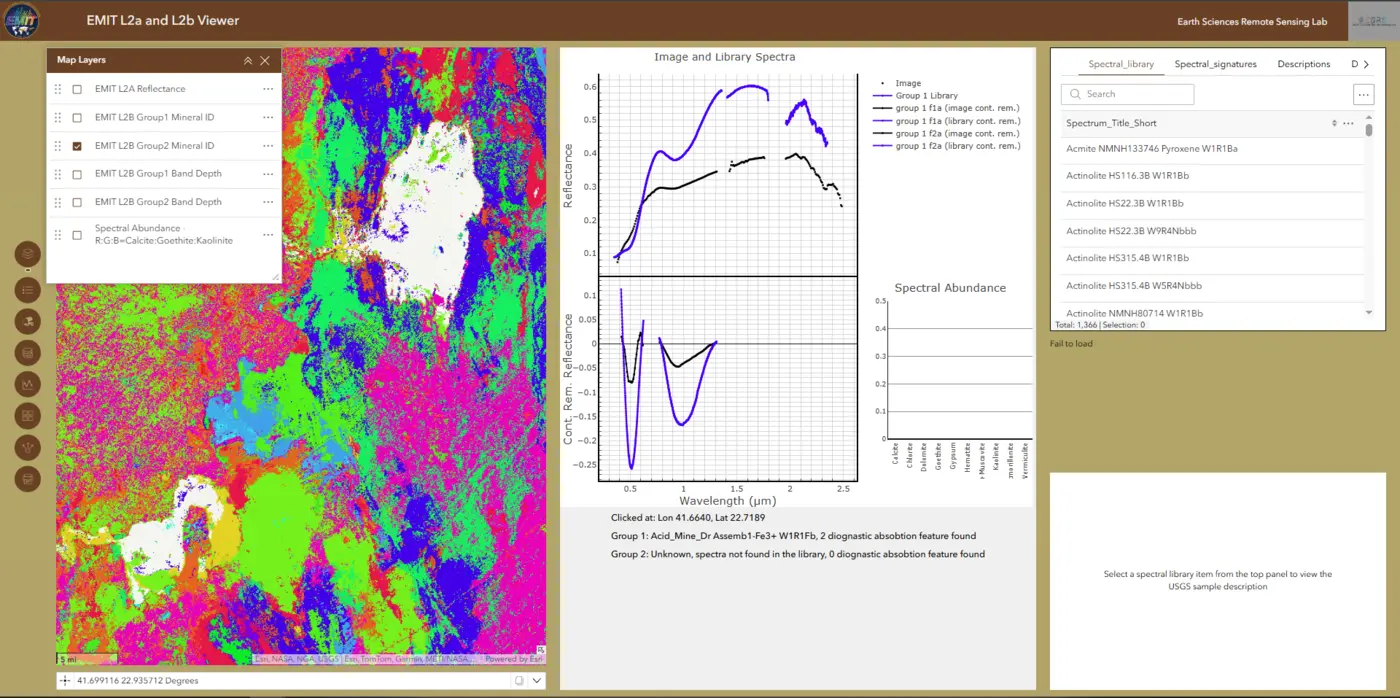 EMIT
EMIT L2a and L2b Viewer
Earth Sciences Remote Sensing Lab
Map Layers
EMIT L2A Reflectance
EMIT L2B Group1 Mineral ID
EMIT L2B Group2 Mineral ID
EMIT L2B Group1 Band Depth
EMIT L2B Group2 Band Depth
Spectral Abundance -
R:G:B=Calcite:Goethite:Kaolinite
5 mi
Esri, NASA, NGA, USGS | Esri, TomTom, Garmin, METI/NASA...
Powered by Esri
41.699116 22.935712 Degrees
Image and Library Spectra
Reflectance
0.6
0.5
0.4
0.3
0.2
0.1
Image
Group 1 Library
group 1 f1a (image cont. rem.)
group 1 f1a (library cont. rem.)
group 1 f2a (image cont. rem.)
group 1 f2a (library cont. rem.)
Cont. Rem. Reflectance
0.1
0.05
0
−0.05
−0.1
−0.15
−0.2
−0.25
0.5 1 1.5 2 2.5
Wavelength (μm)
Spectral Abundance
0.5
0.4
0.3
0.2
0.1
0
Calcite
Chlorite
Dolomite
Goethite
Gypsum
Hematite
Muscovite
Kaolinite
Vermiculite
Clicked at: Lon 41.6640, Lat 22.7189
Group 1: Acid_Mine_Dr Assemb1-Fe3+ W1R1Fb, 2 diognastic absobtion feature found
Group 2: Unknown, spectra not found in the library, 0 diognastic absobtion feature found
Spectral_library Spectral_signatures Descriptions D
Search
Spectrum_Title_Short
Acmite NMNH133746 Pyroxene W1R1Ba
Actinolite HS116.3B W1R1Bb
Actinolite HS22.3B W1R1Bb
Actinolite HS22.3B W9R4Nbbb
Actinolite HS315.4B W1R1Bb
Actinolite HS315.4B W5R4Nbbb
Actinolite NMNH80714 W1R1Bb
Total: 1,366 | Selection: 0
Fail to load
Select a spectral library item from the top panel to view the
USGS sample description